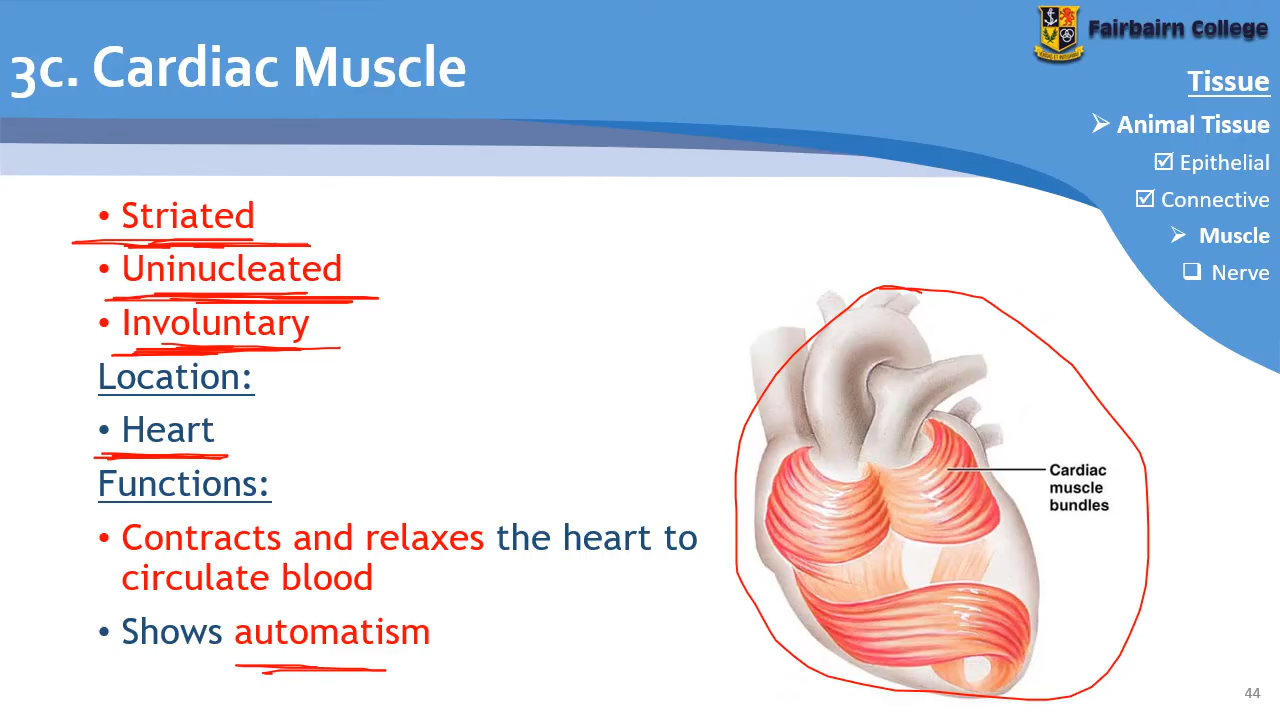 Fairbairn College
3c. Cardiac Muscle
Tissue
➢ Animal Tissue
☑ Epithelial
☑ Connective
➢ Muscle
❑ Nerve
• Striated
• Uninucleated
• Involuntary
Location:
• Heart
Functions:
• Contracts and relaxes the heart to
circulate blood
• Shows automatism
Cardiac
muscle
bundles
44